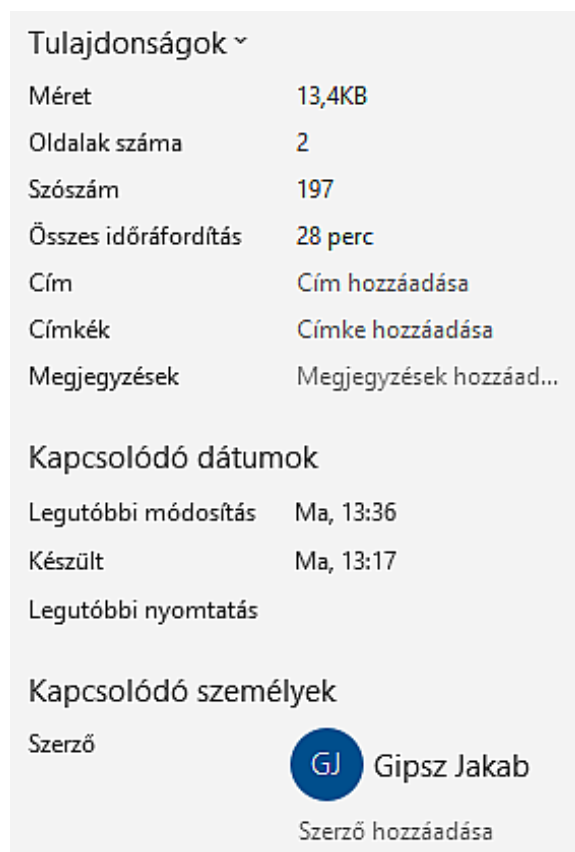 Tulajdonságok
Méret 13,4KB
Oldalak száma 2
Szószám 197
Összes időráfordítás 28 perc
Cím Cím hozzáadása
Címkék Címke hozzáadása
Megjegyzések Megjegyzések hozzáad...
Kapcsolódó dátumok
Legutóbbi módosítás Ma, 13:36
Készült Ma, 13:17
Legutóbbi nyomtatás
Kapcsolódó személyek
Szerző GJ Gipsz Jakab
Szerző hozzáadása